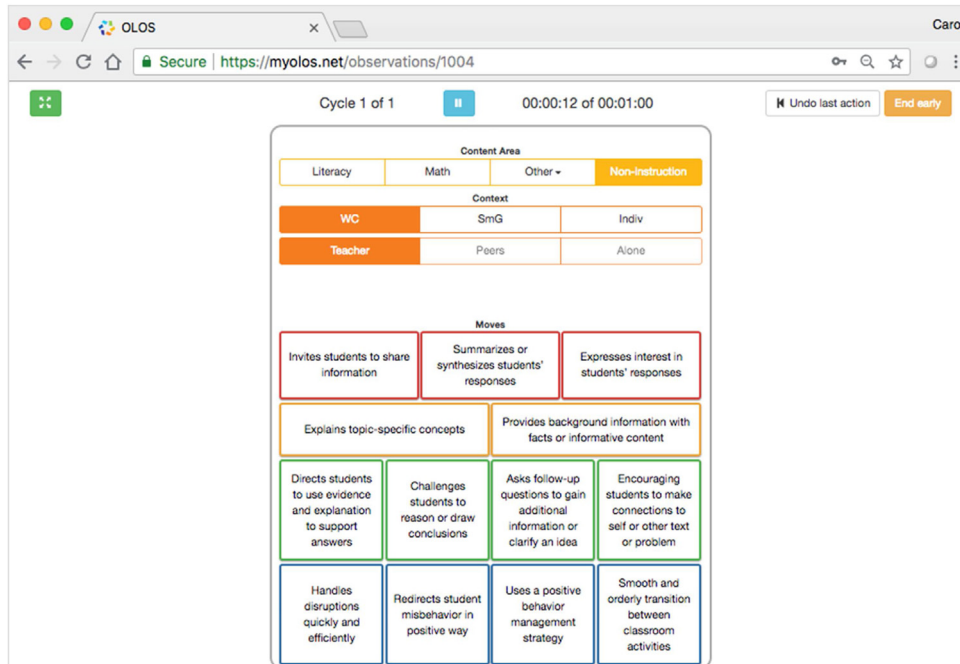 OLOS
Caro
Secure | https://myolos.net/observations/1004
Cycle 1 of 1
00:00:12 of 00:01:00
Undo last action
End early
Content Area
Literacy
Math
Other
Non-instruction
Context
WC
SmG
Indiv
Teacher
Peers
Alone
Moves
Invites students to share
information
Summarizes or
synthesizes students'
responses
Expresses interest in
students' responses
Explains topic-specific concepts
Provides background information with
facts or informative content
Directs students
to use evidence
and explanation
to support
answers
Challenges
students to
reason or draw
conclusions
Asks follow-up
questions to gain
additional
information or
clarify an idea
Encouraging
students to make
connections to
self or other text
or problem
Handles
disruptions
quickly and
efficiently
Redirects student
misbehavior in
positive way
Uses a positive
behavior
management
strategy
Smooth and
orderly transition
between
classroom
activities